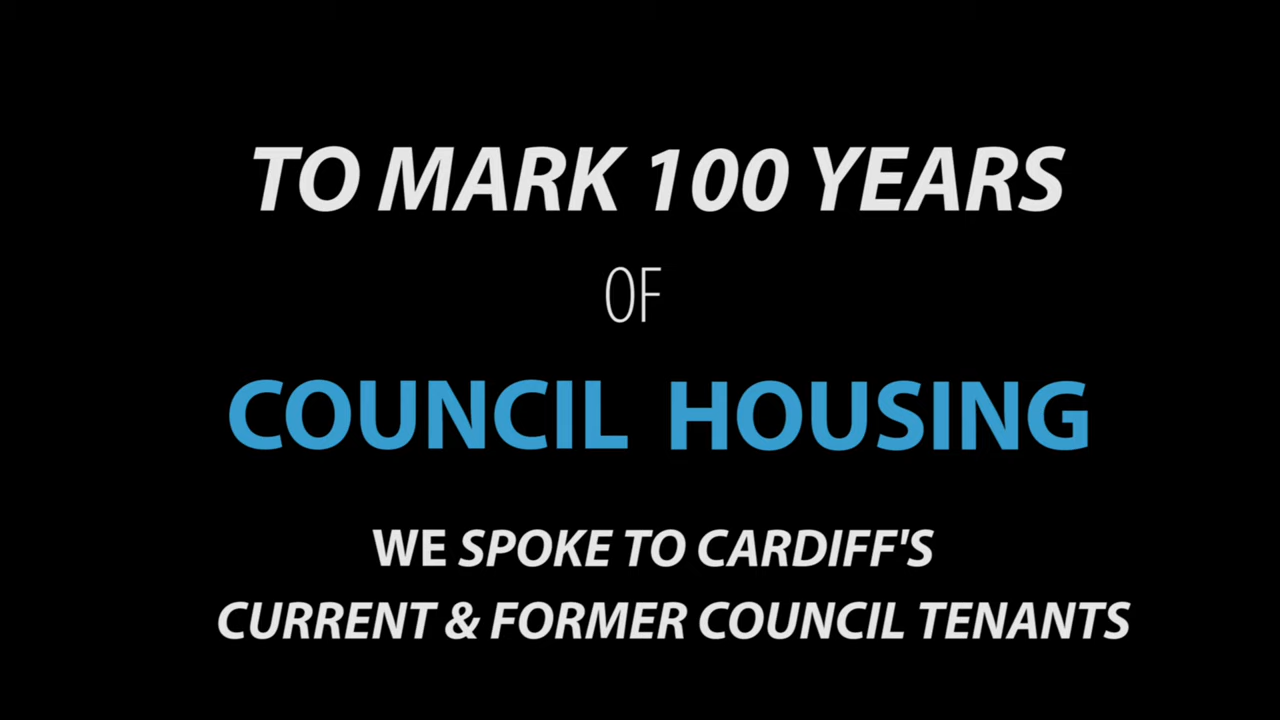 TO MARK 100 YEARS
OF
COUNCIL HOUSING
WE SPOKE TO CARDIFF'S
CURRENT & FORMER COUNCIL TENANTS